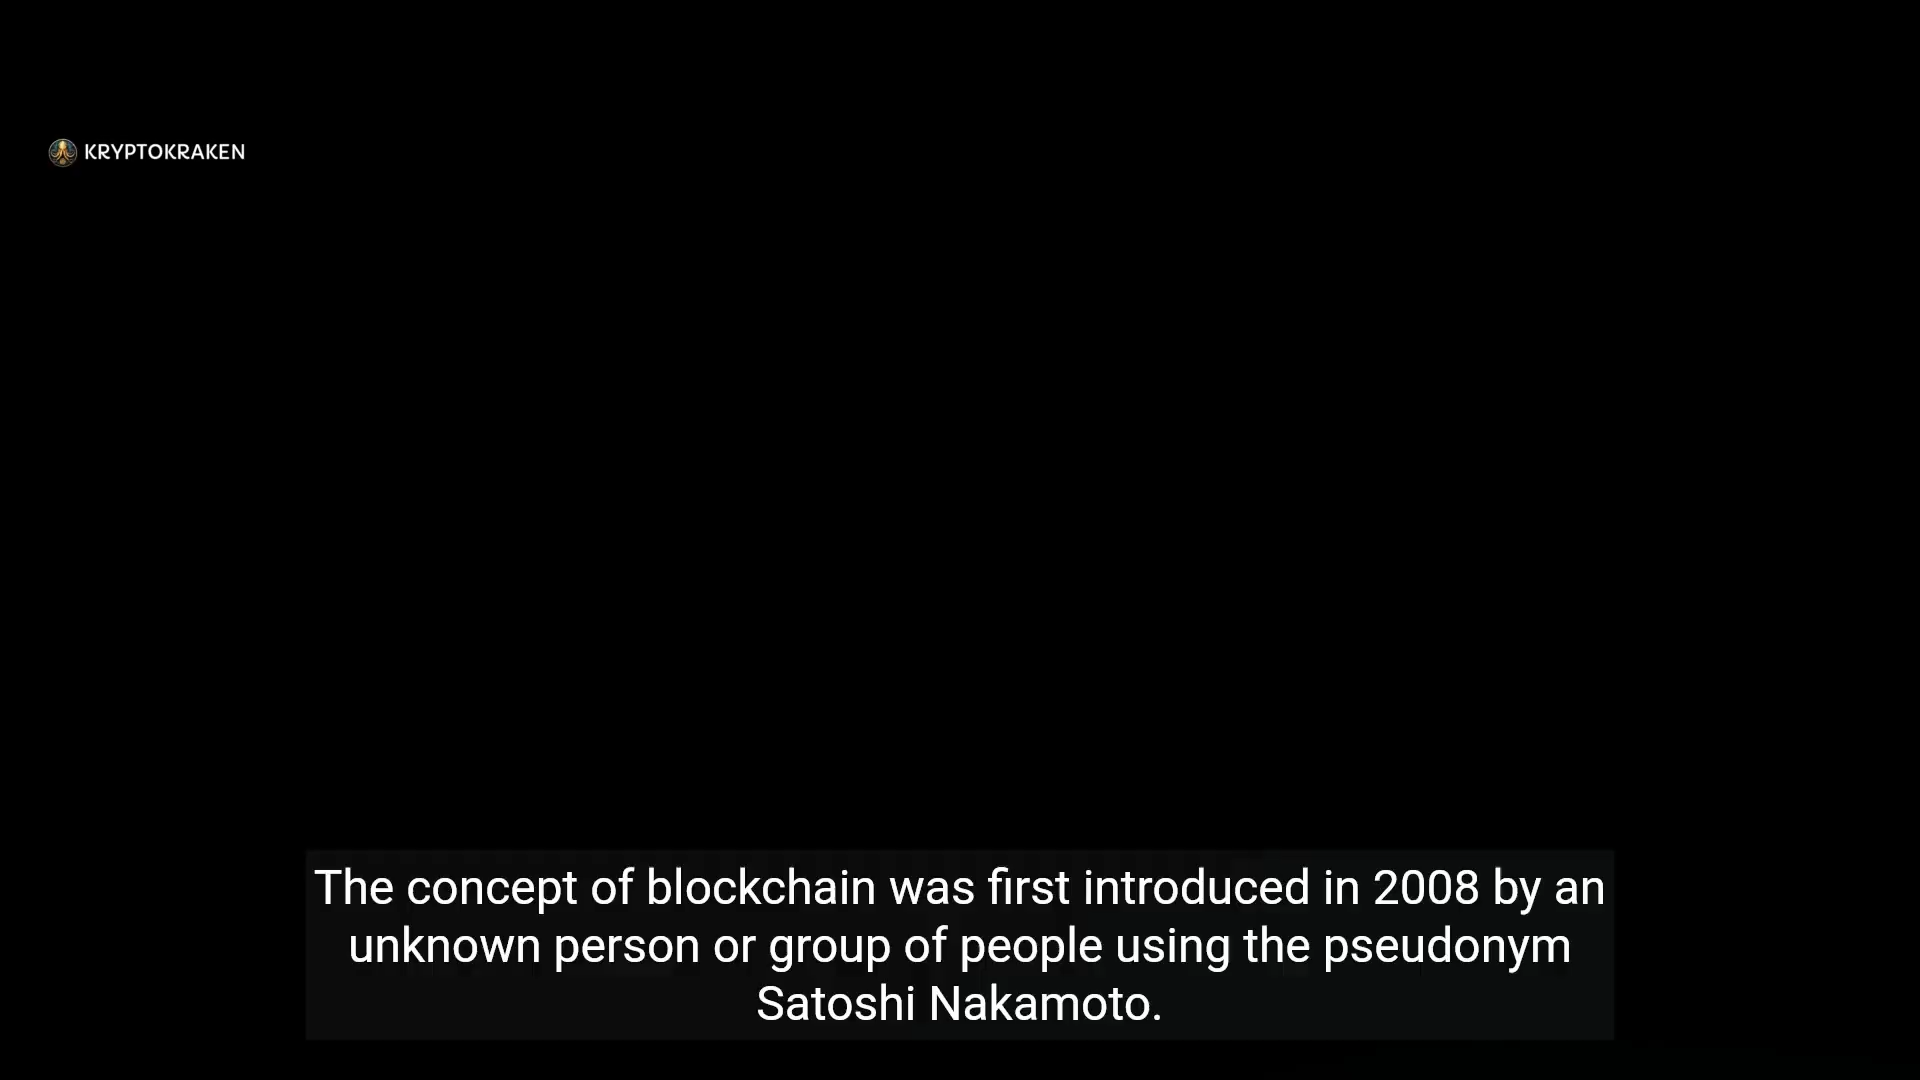 KRYPTOKRAKEN
The concept of blockchain was first introduced in 2008 by an
unknown person or group of people using the pseudonym
Satoshi Nakamoto.